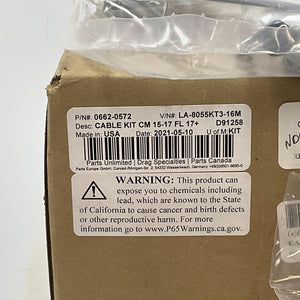 P/N#: 0662-0572 V/N#: LA-8055KT3-16M
Desc: CABLE KIT CM 15-17 FL 17+ D91258
Made in: USA Date: 2021-05-10 U of M: KIT
Parts Unlimited | Drag Specialties | Parts Canada
WARNING: This product can
expose you to chemicals including
lead, which are known to the State
of California to cause cancer and birth defects
or other reproductive harm. For more
information go to www.P65Warnings.ca.gov.